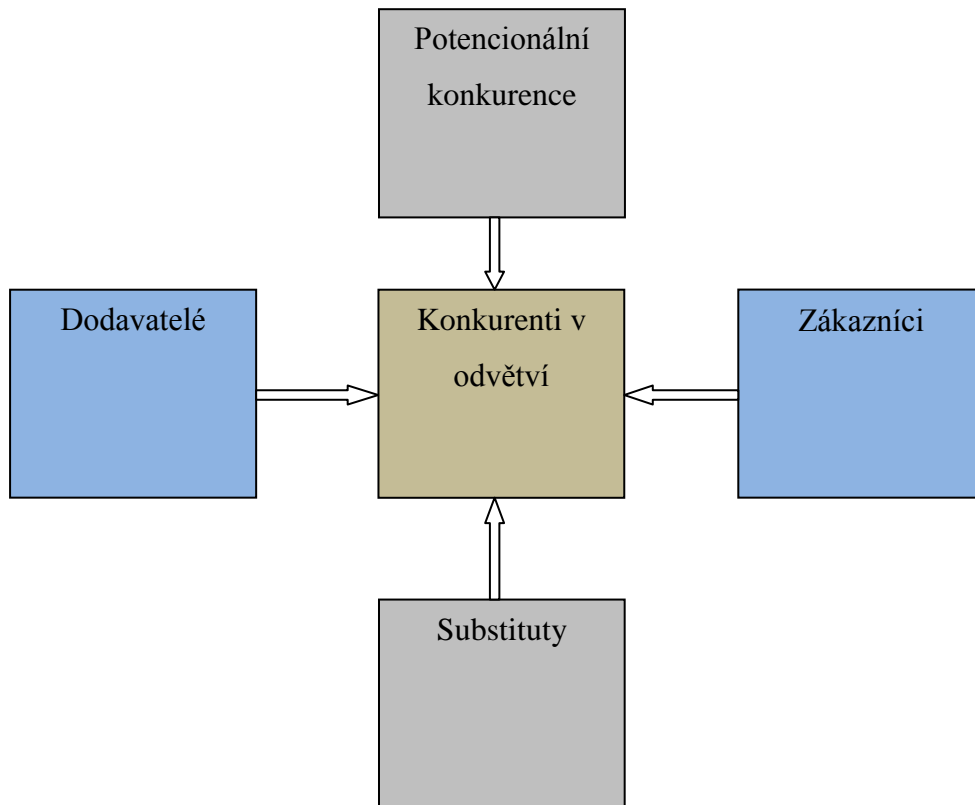 Potencionální
konkurence
Dodavatelé
Konkurenti v
odvětví
Zákazníci
Substituty